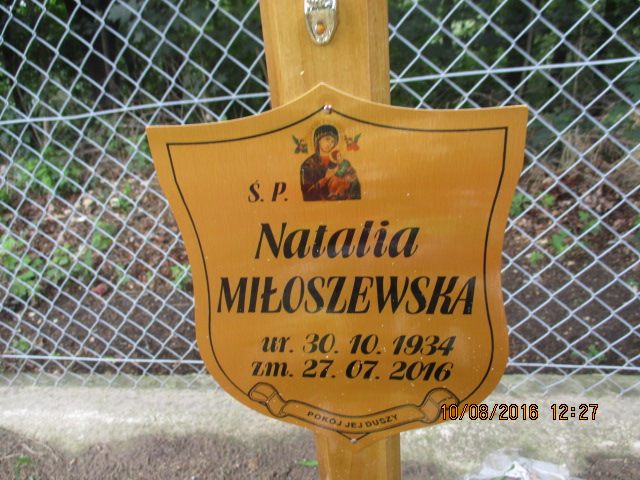 Ś. P.
Natalia
MIŁOSZEWSKA
ur. 30. 10. 1934
zm. 27. 07. 2016
POKÓJ JEJ DUSZY
10/08/2016 12:27